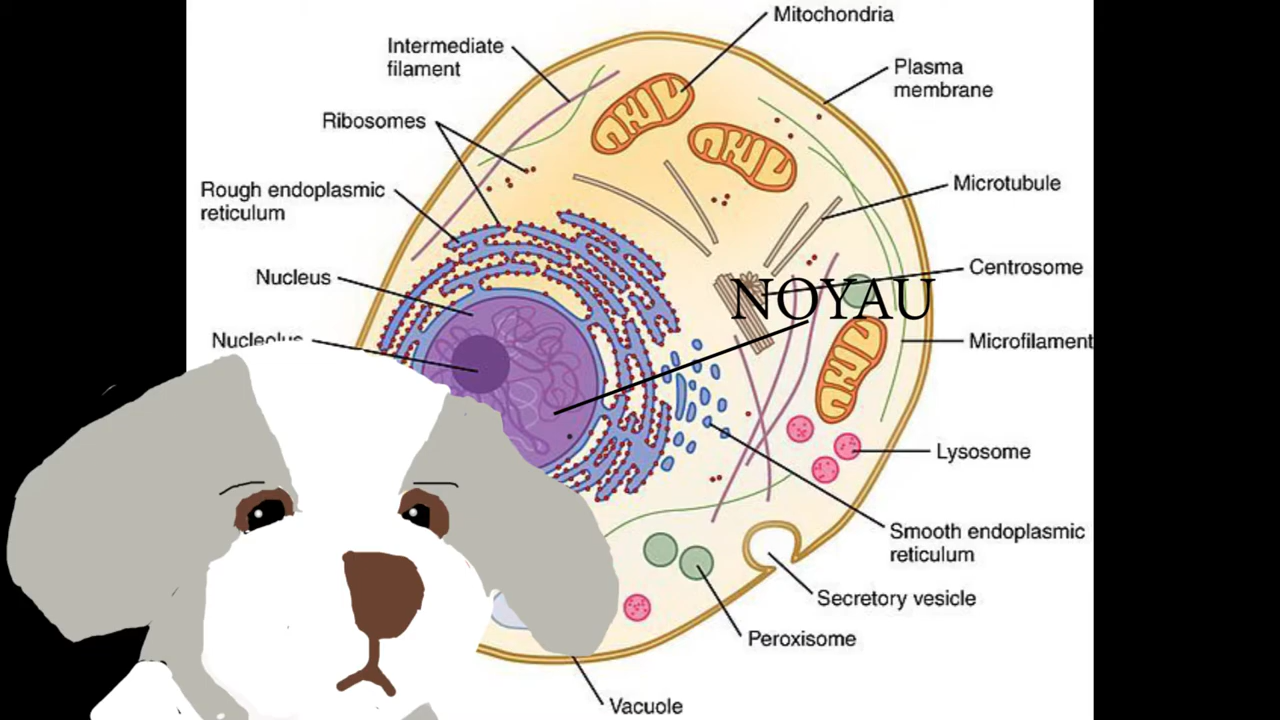 Mitochondria
Intermediate
filament
Plasma
membrane
Ribosomes
Rough endoplasmic
reticulum
Microtubule
Nucleus
Centrosome
NOYAU
Nucleolus
Microfilament
Lysosome
Smooth endoplasmic
reticulum
Secretory vesicle
Peroxisome
Vacuole